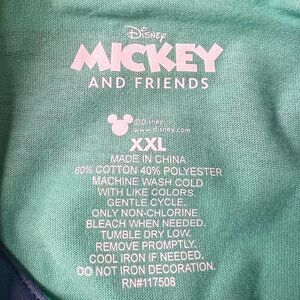 Disney
MICKEY
AND FRIENDS
©Disney
www.disney.com
XXL
MADE IN CHINA
60% COTTON 40% POLYESTER
MACHINE WASH COLD
WITH LIKE COLORS.
GENTLE CYCLE.
ONLY NON-CHLORINE
BLEACH WHEN NEEDED.
TUMBLE DRY LOW.
REMOVE PROMPTLY.
COOL IRON IF NEEDED.
DO NOT IRON DECORATION.
RN#117508